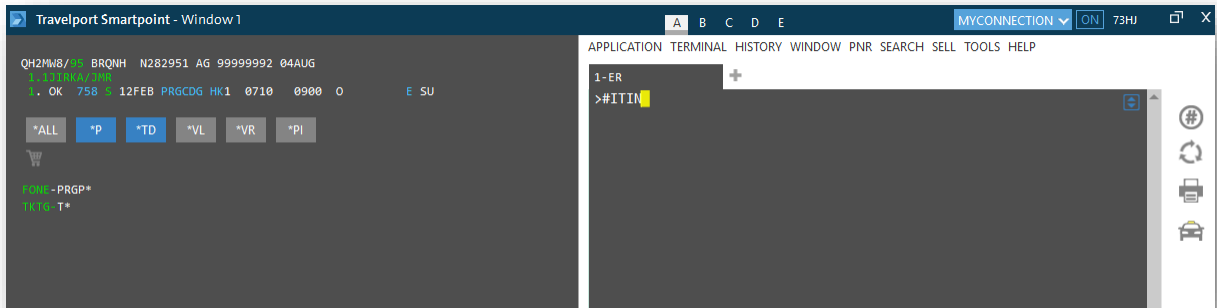 Travelport Smartpoint - Window 1
A B C D E
MYCONNECTION ON 73HJ X
QH2MW8/95 BRQNH N282951 AG 99999992 04AUG
1.1JIRKA/JMR
1. OK 758 S 12FEB PRGCDG HK1 0710 0900 O E SU
*ALL *P *TD *VL *VR *PI
FONE-PRGP*
TKTG-T*
APPLICATION TERMINAL HISTORY WINDOW PNR SEARCH SELL TOOLS HELP
1-ER
>#ITIN